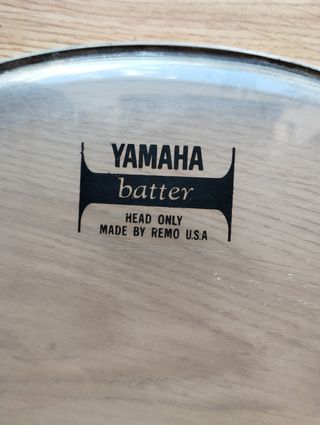 YAMAHA
batter
HEAD ONLY
MADE BY REMO U.S.A